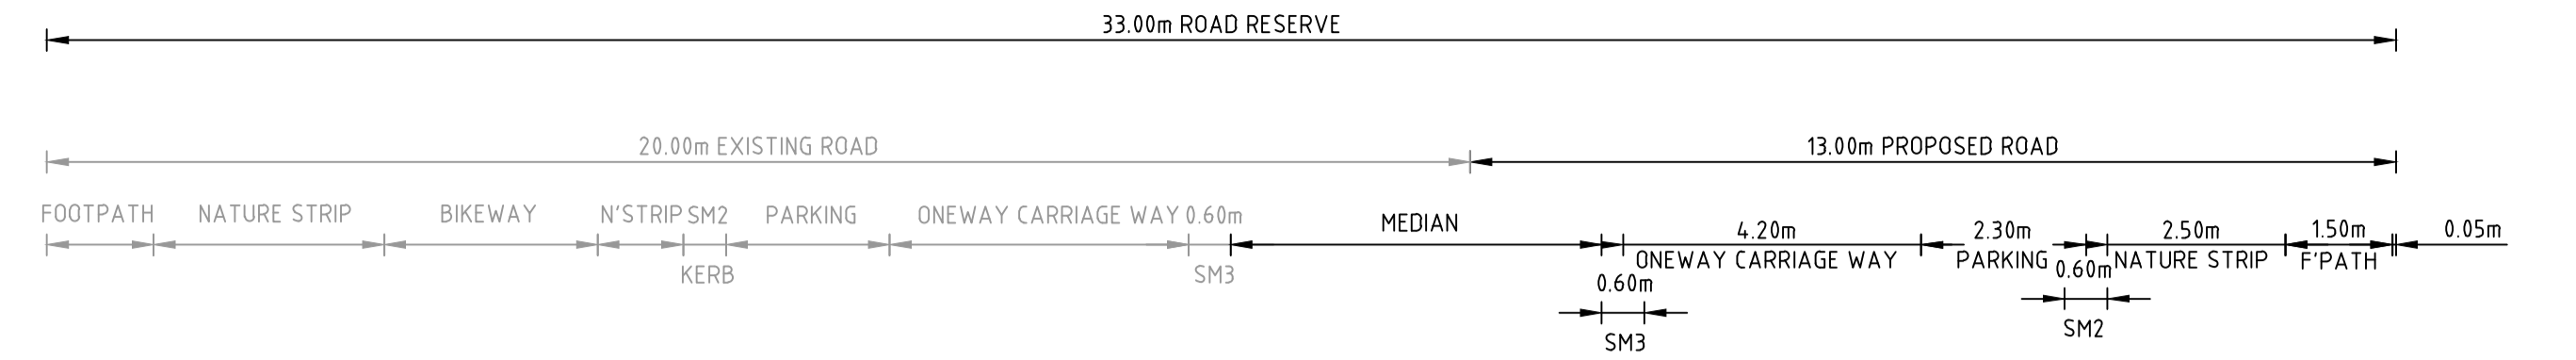 33.00m ROAD RESERVE
20.00m EXISTING ROAD
13.00m PROPOSED ROAD
FOOTPATH
NATURE STRIP
BIKEWAY
N'STRIP
SM2
PARKING
ONEWAY CARRIAGE WAY
0.60m
MEDIAN
4.20m
2.30m
2.50m
1.50m
0.05m
KERB
SM3
ONEWAY CARRIAGE WAY
PARKING
0.60m
NATURE STRIP
F'PATH
0.60m
SM3
SM2